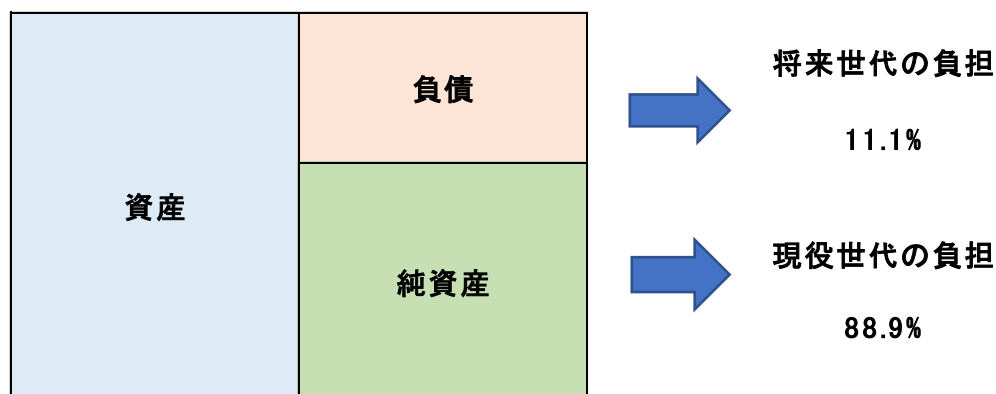 資産
負債
純資産
将来世代の負担
11.1%
現役世代の負担
88.9%